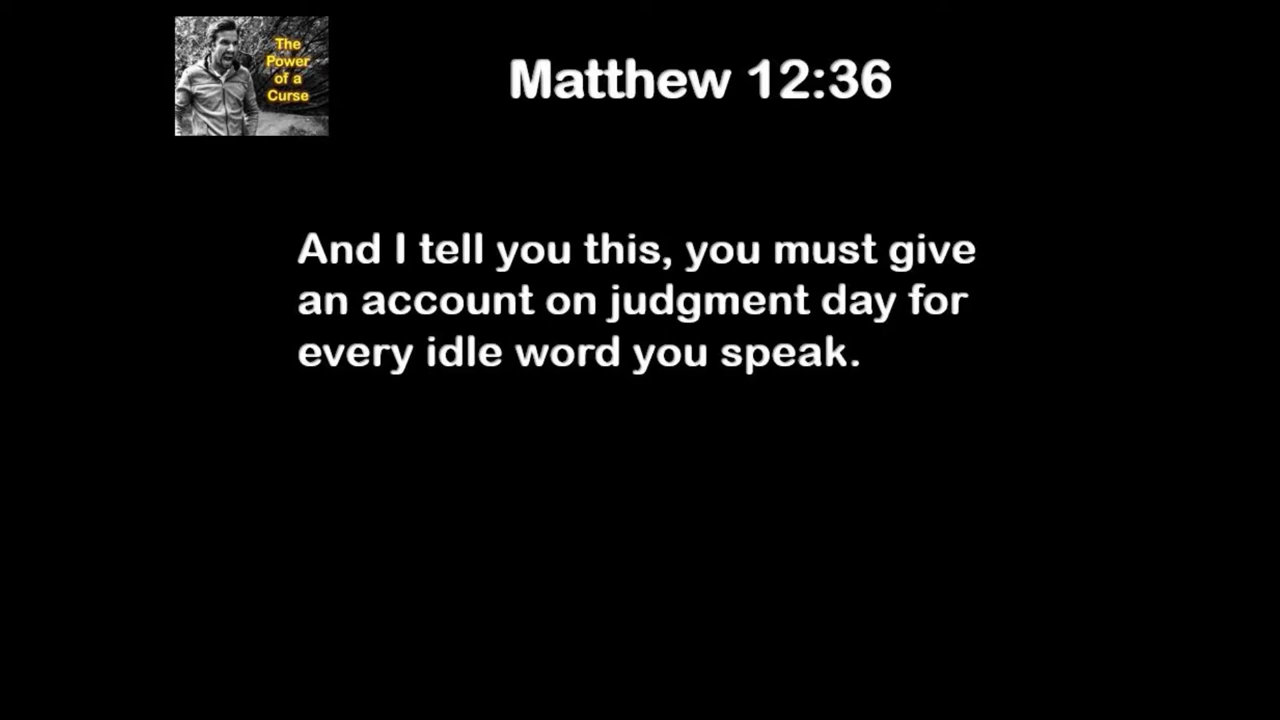 The
Power
of a
Curse
Matthew 12:36
And I tell you this, you must give
an account on judgment day for
every idle word you speak.